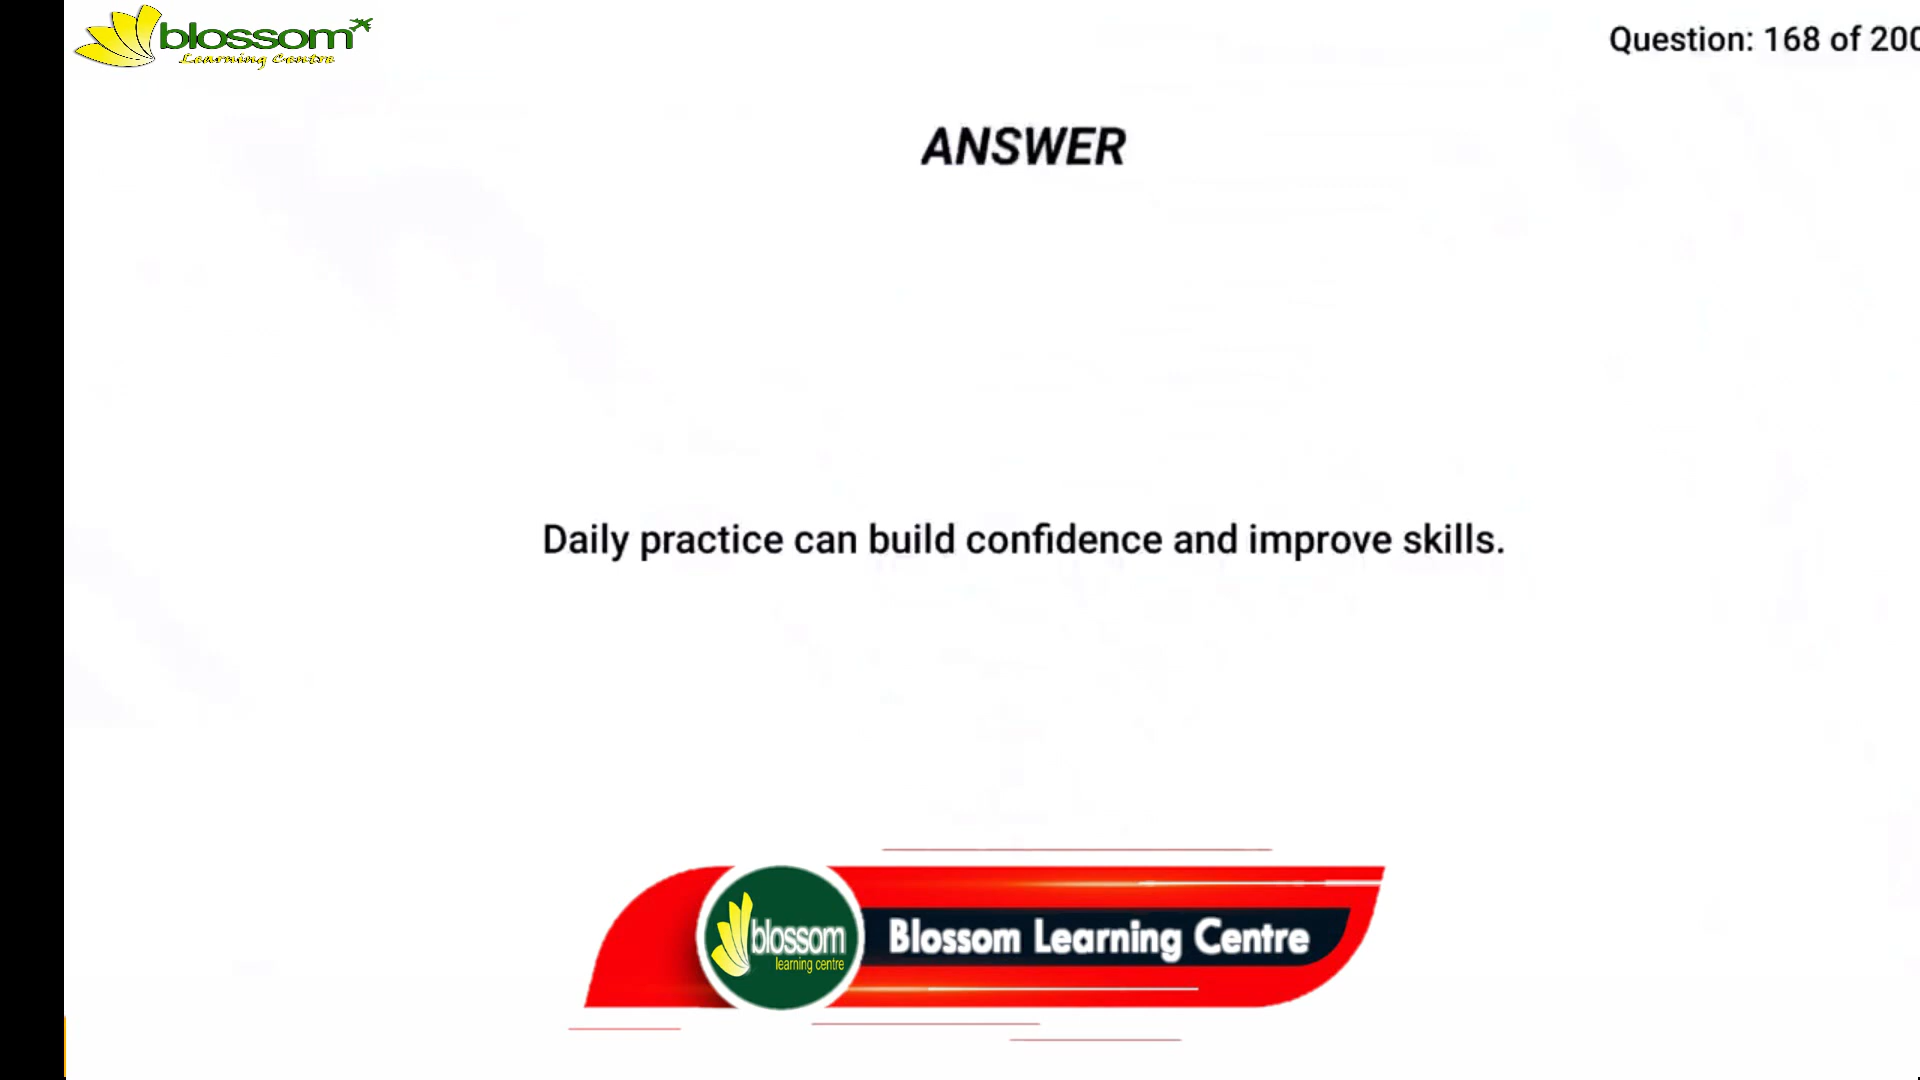 blossom
Learning Centre
Question: 168 of 200
ANSWER
Daily practice can build confidence and improve skills.
blossom
learning centre
Blossom Learning Centre